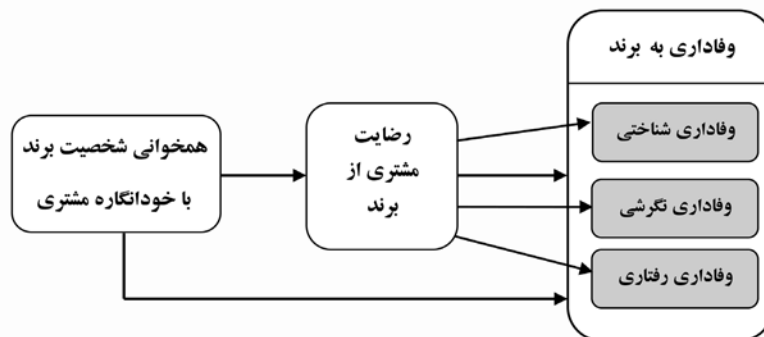 همخوانی شخصیت برند
با خودانگاره مشتری
رضایت
مشتری از
برند
وفاداری به برند
وفاداری شناختی
وفاداری نگرشی
وفاداری رفتاری